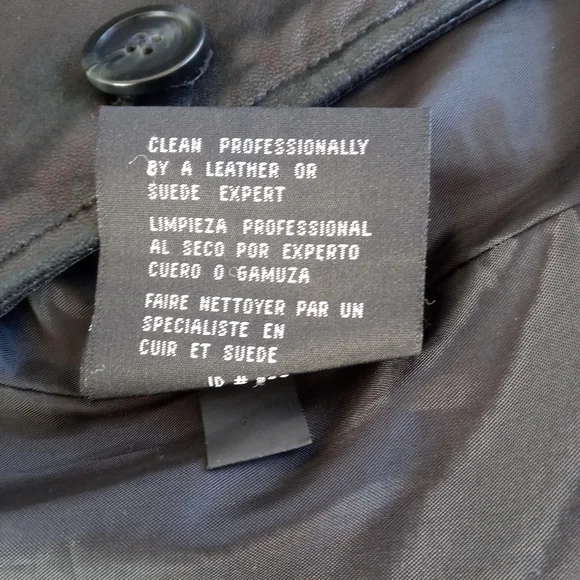 CLEAN PROFESSIONALLY
BY A LEATHER OR
SUEDE EXPERT
LIMPIEZA PROFESSIONAL
AL SECO POR EXPERTO
CUERO O GAMUZA
FAIRE NETTOYER PAR UN
SPECIALISTE EN
CUIR ET SUEDE
ID #